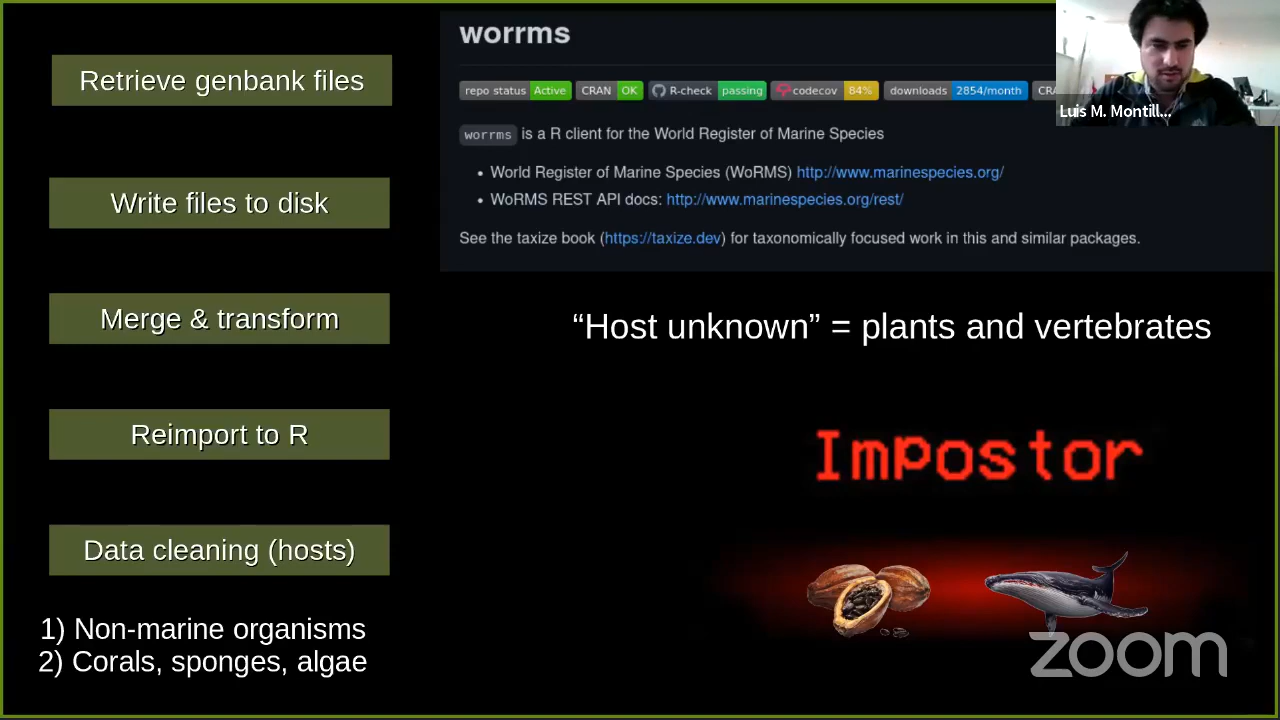 Retrieve genbank files
Write files to disk
Merge & transform
Reimport to R
Data cleaning (hosts)
1) Non-marine organisms
2) Corals, sponges, algae
worrms
repo status Active CRAN OK R-check passing codecov 84% downloads 2854/month CRA
worrms is a R client for the World Register of Marine Species
• World Register of Marine Species (WoRMS) http://www.marinespecies.org/
• WoRMS REST API docs: http://www.marinespecies.org/rest/
See the taxize book (https://taxize.dev) for taxonomically focused work in this and similar packages.
“Host unknown” = plants and vertebrates
Impostor
Luis M. Montill...
zoom